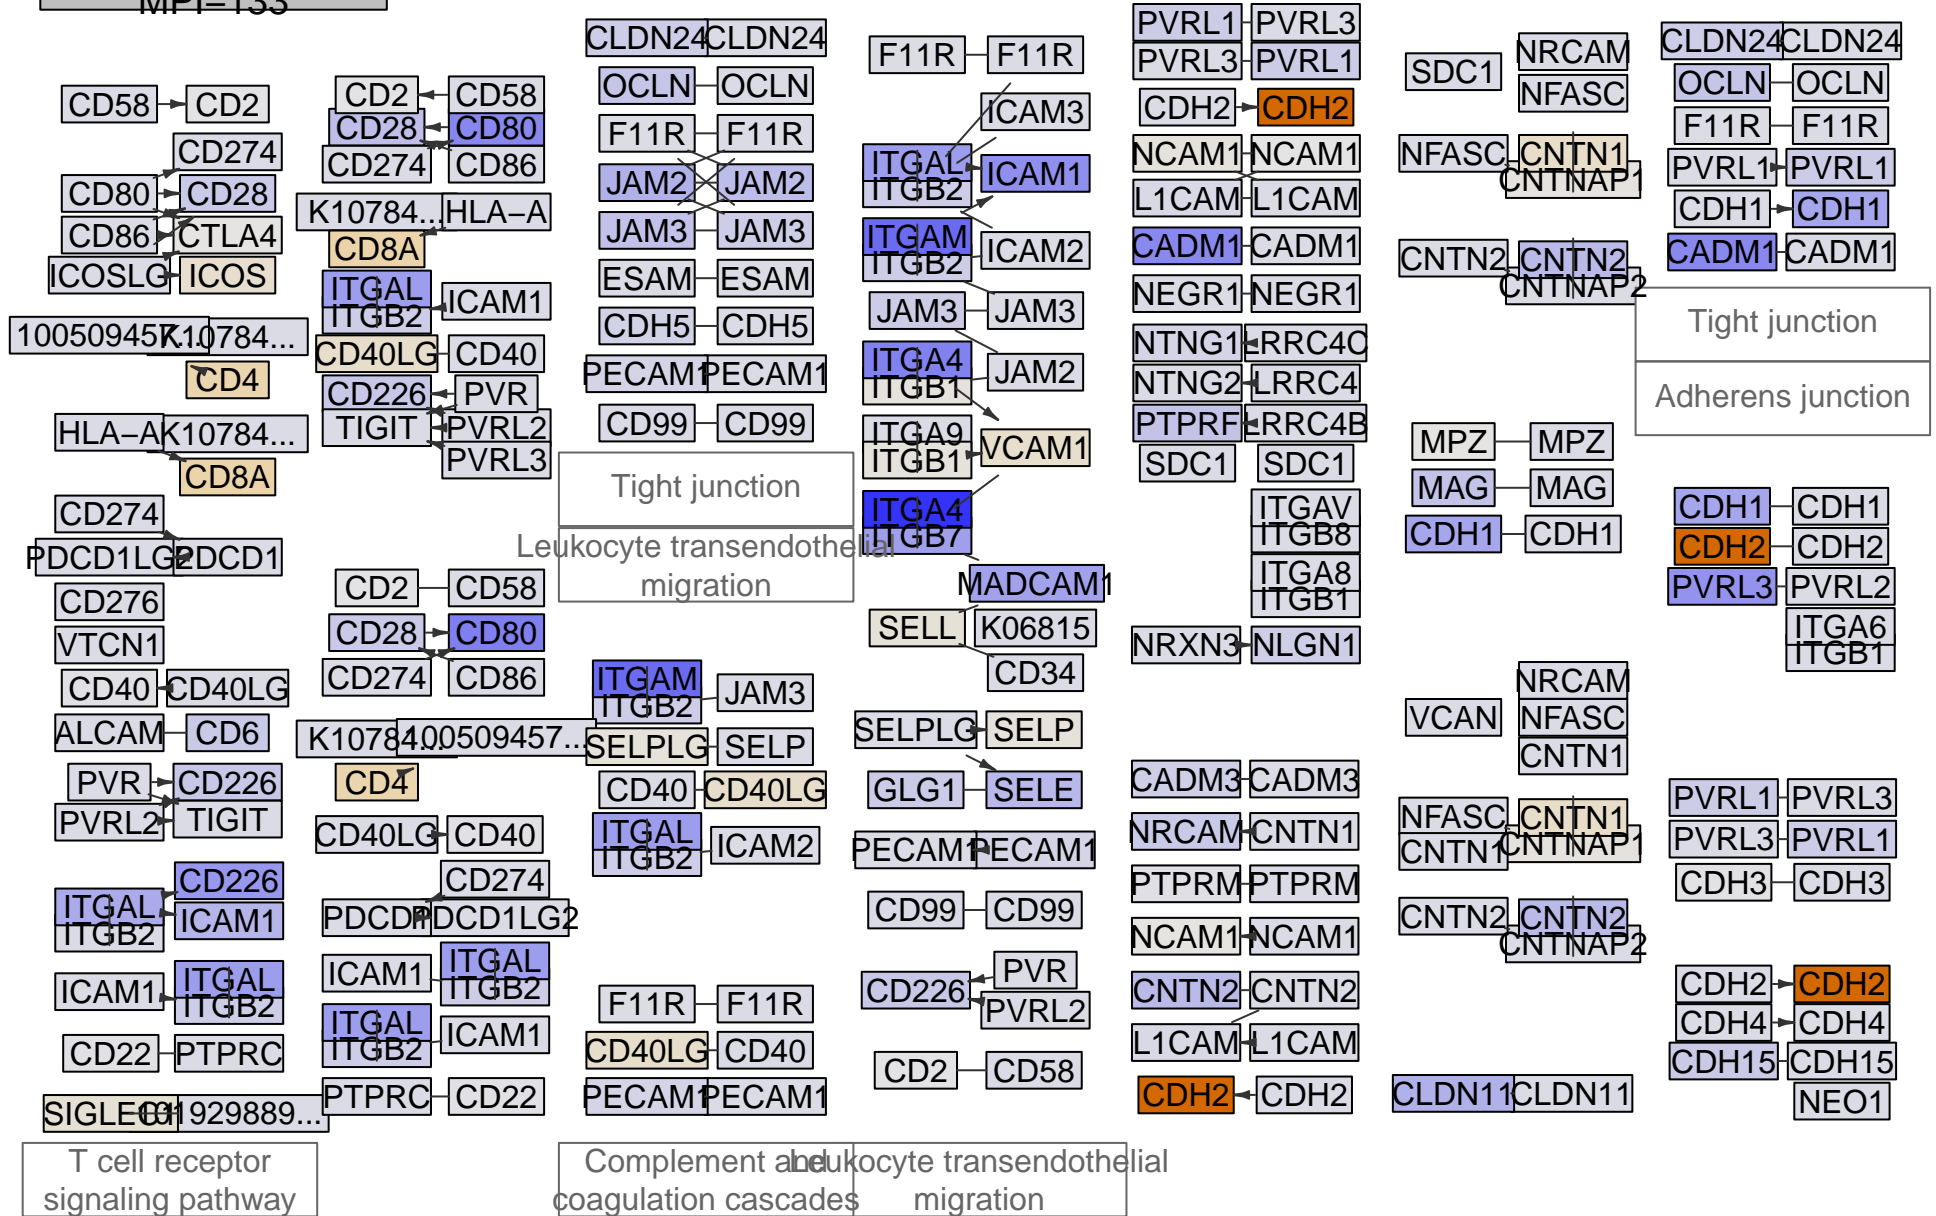 MPI−133
CD58 CD2
CD274
CD80 CD28
CD86 CTLA4
ICOSLG ICOS
100509457... K10784...
CD4
HLA−A K10784...
CD8A
CD274
PDCD1LG2 PDCD1
CD276
VTCN1
CD40 CD40LG
ALCAM CD6
PVR CD226
PVRL2 TIGIT
CD226
ITGAL ICAM1
ITGB2
ITGAL
ICAM1 ITGB2
CD22 PTPRC
SIGLEC1 101929889...
T cell receptor
signaling pathway
CD2 CD58
CD28 CD80
CD274 CD86
K10784... HLA−A
CD8A
ITGAL ICAM1
ITGB2
CD40LG CD40
CD226 PVR
TIGIT PVRL2
PVRL3
CD2 CD58
CD28 CD80
CD274 CD86
K10784... 100509457...
CD4
CD40LG CD40
CD274
PDCD1 PDCD1LG2
ICAM1 ITGAL
ITGB2
ITGAL ICAM1
ITGB2
PTPRC CD22
CLDN24 CLDN24
OCLN OCLN
F11R F11R
JAM2 JAM2
JAM3 JAM3
ESAM ESAM
CDH5 CDH5
PECAM1 PECAM1
CD99 CD99
Tight junction
Leukocyte transendothelial
migration
ITGAM JAM3
ITGB2
SELPLG SELP
CD40 CD40LG
ITGAL ICAM2
ITGB2
F11R F11R
CD40LG CD40
PECAM1 PECAM1
Complement and
coagulation cascades
F11R F11R
ICAM3
ITGAL ICAM1
ITGB2
ITGAM ICAM2
ITGB2
JAM3 JAM3
ITGA4 JAM2
ITGB1
ITGA9 VCAM1
ITGB1
ITGA4
ITGB7
MADCAM1
SELL K06815
CD34
SELPLG SELP
GLG1 SELE
PECAM1 PECAM1
CD99 CD99
PVR
CD226 PVRL2
CD2 CD58
Leukocyte transendothelial
migration
PVRL1 PVRL3
PVRL3 PVRL1
CDH2 CDH2
NCAM1 NCAM1
L1CAM L1CAM
CADM1 CADM1
NEGR1 NEGR1
NTNG1 LRRC4C
NTNG2 LRRC4
PTPRF LRRC4B
SDC1 SDC1
ITGAV
ITGB8
ITGA8
ITGB1
NRXN3 NLGN1
CADM3 CADM3
NRCAM CNTN1
PTPRM PTPRM
NCAM1 NCAM1
CNTN2 CNTN2
L1CAM L1CAM
CDH2 CDH2
SDC1 NRCAM
NFASC
NFASC CNTN1
CNTNAP1
CNTN2 CNTN2
CNTNAP2
MPZ MPZ
MAG MAG
CDH1 CDH1
NRCAM
VCAN NFASC
CNTN1
NFASC CNTN1
CNTN1 CNTNAP1
CNTN2 CNTN2
CNTNAP2
CLDN11 CLDN11
CLDN24 CLDN24
OCLN OCLN
F11R F11R
PVRL1 PVRL1
CDH1 CDH1
CADM1 CADM1
Tight junction
Adherens junction
CDH1 CDH1
CDH2 CDH2
PVRL3 PVRL2
ITGA6
ITGB1
PVRL1 PVRL3
PVRL3 PVRL1
CDH3 CDH3
CDH2 CDH2
CDH4 CDH4
CDH15 CDH15
NEO1